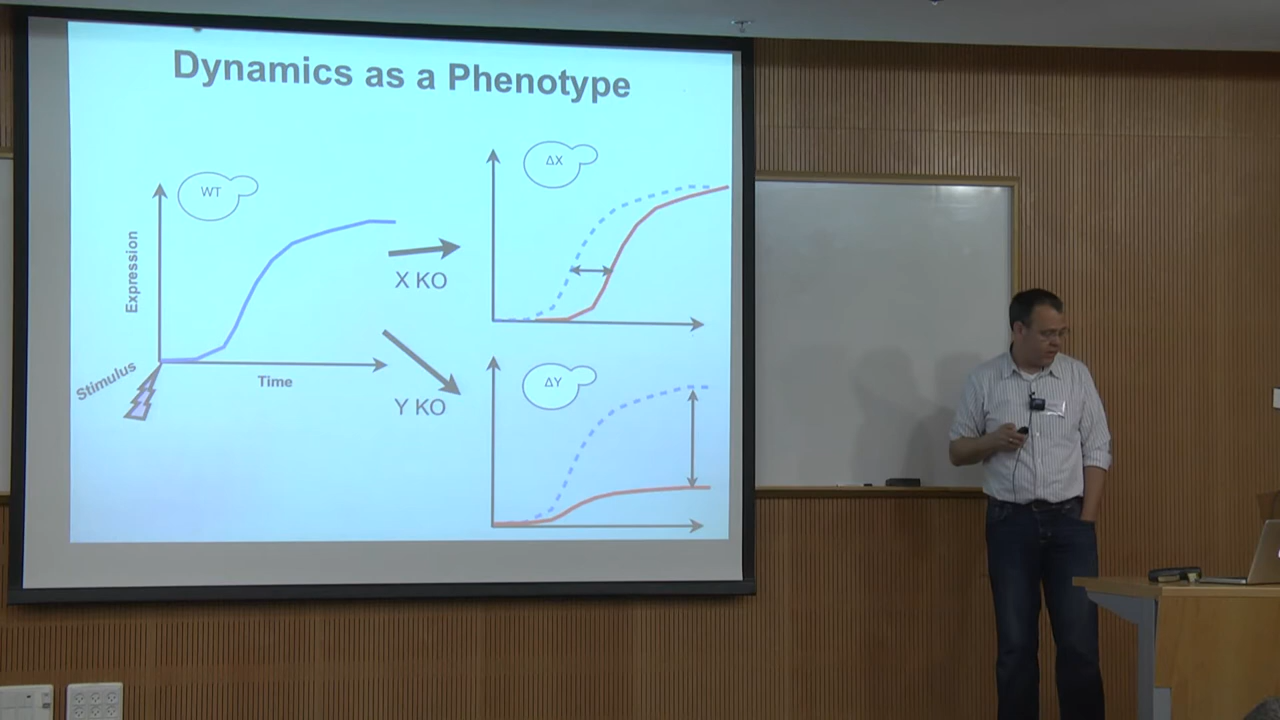 Dynamics as a Phenotype
WT
Expression
Stimulus
Time
X KO
Y KO
ΔX
ΔY